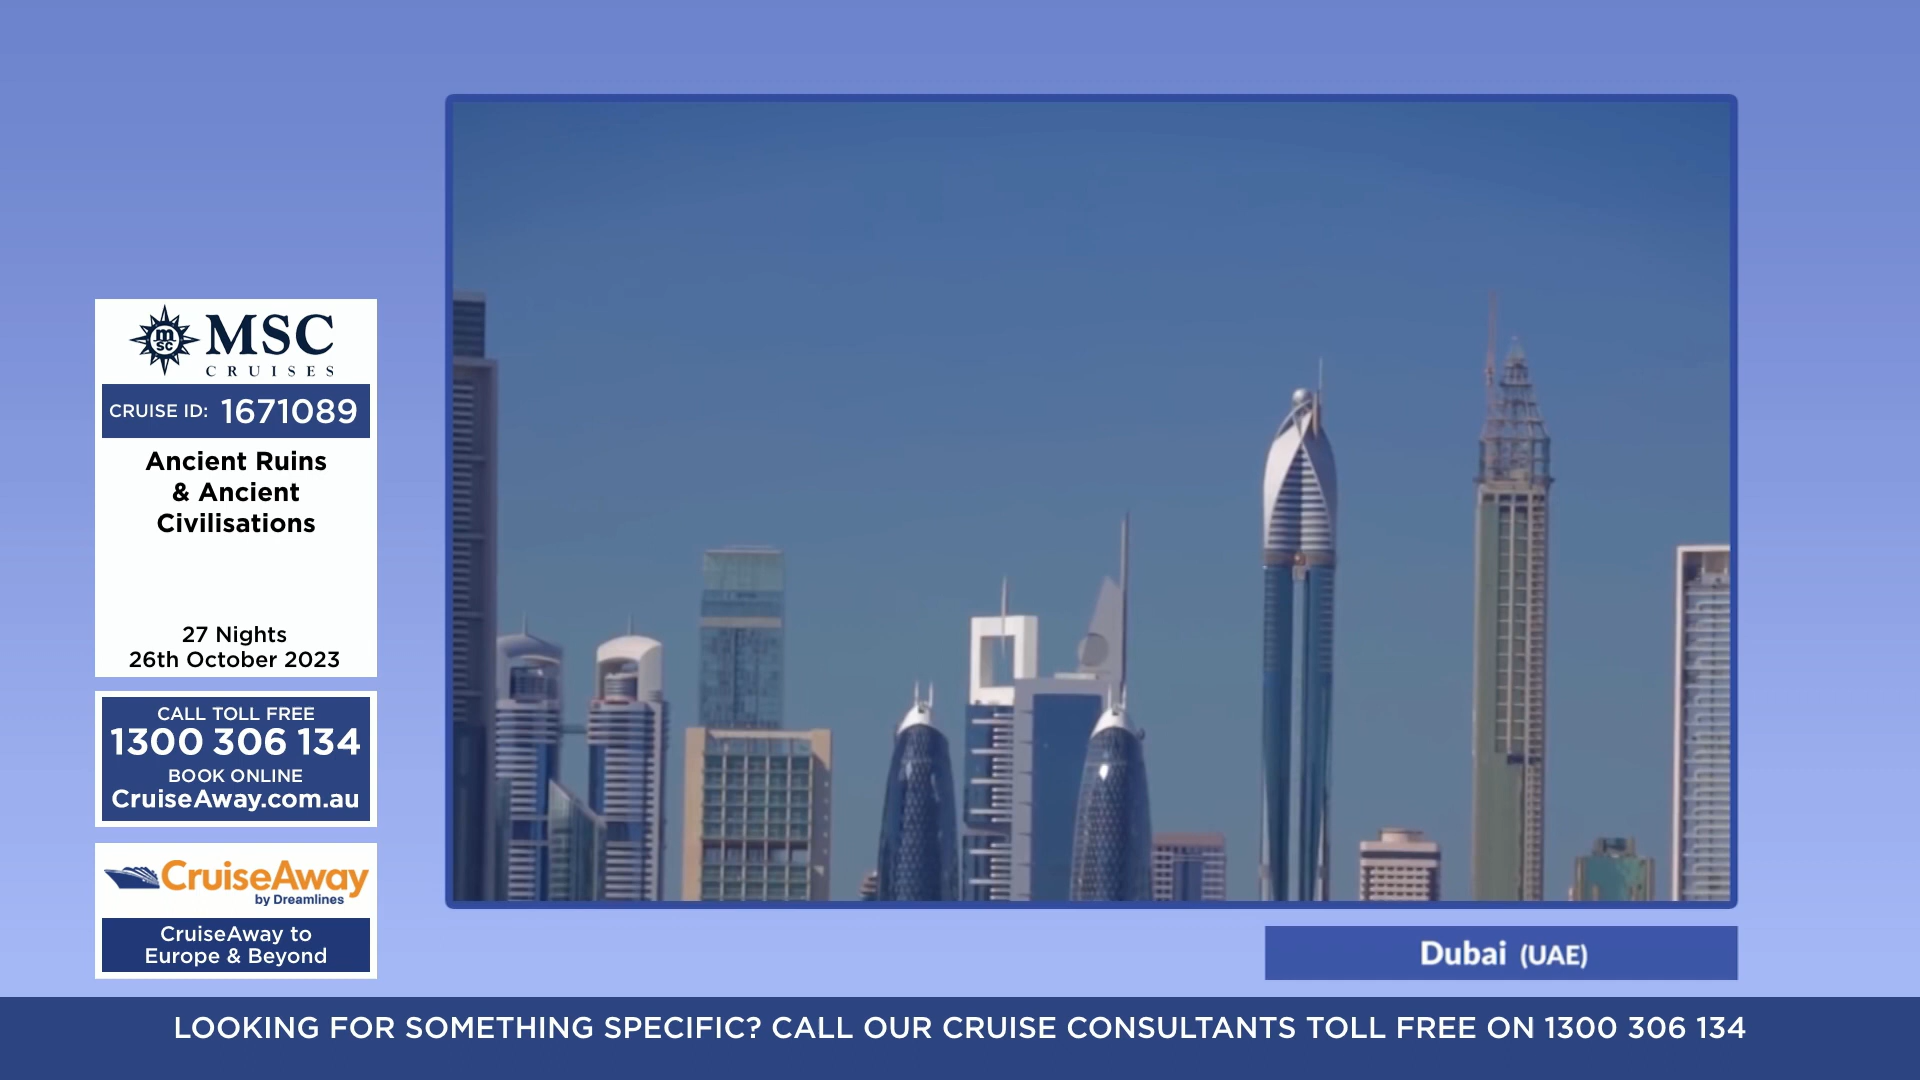 m
sc
MSC
CRUISES
CRUISE ID: 1671089
Ancient Ruins
& Ancient
Civilisations
27 Nights
26th October 2023
CALL TOLL FREE
1300 306 134
BOOK ONLINE
CruiseAway.com.au
CruiseAway
by Dreamlines
CruiseAway to
Europe & Beyond
Dubai (UAE)
LOOKING FOR SOMETHING SPECIFIC? CALL OUR CRUISE CONSULTANTS TOLL FREE ON 1300 306 134